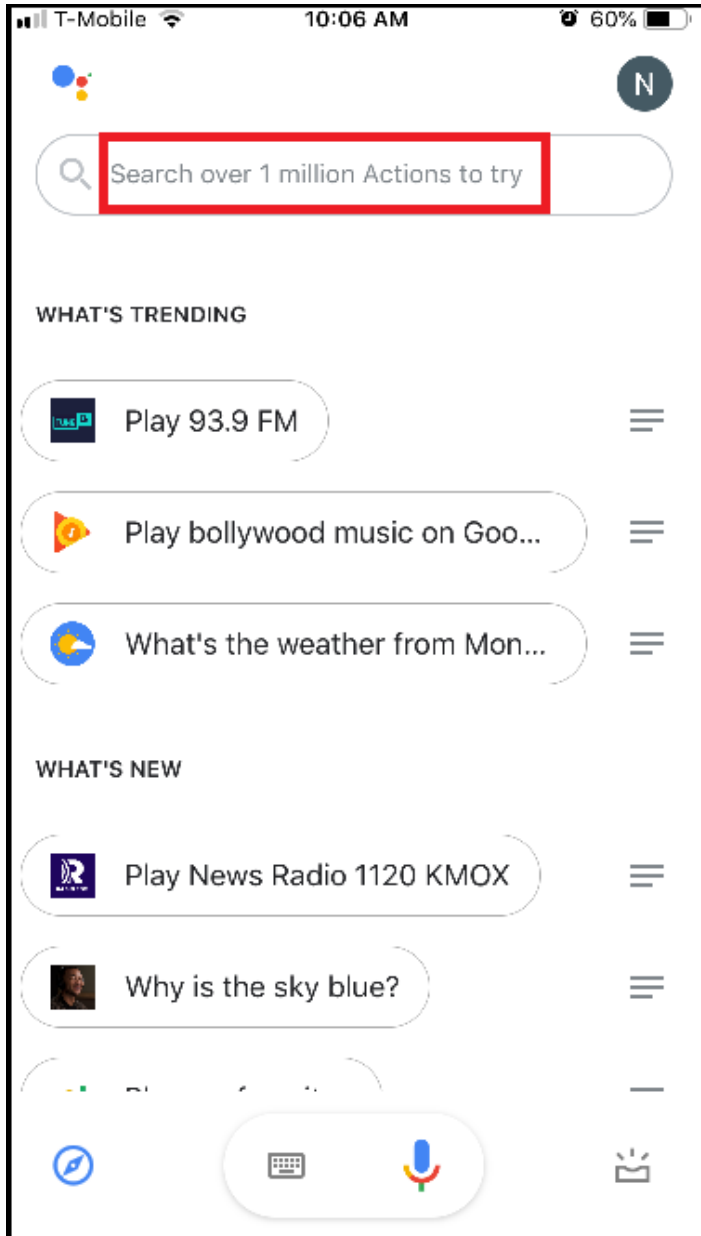 T-Mobile 10:06 AM 60%
N
Search over 1 million Actions to try
WHAT'S TRENDING
Play 93.9 FM
Play bollywood music on Goo...
What's the weather from Mon...
WHAT'S NEW
Play News Radio 1120 KMOX
Why is the sky blue?